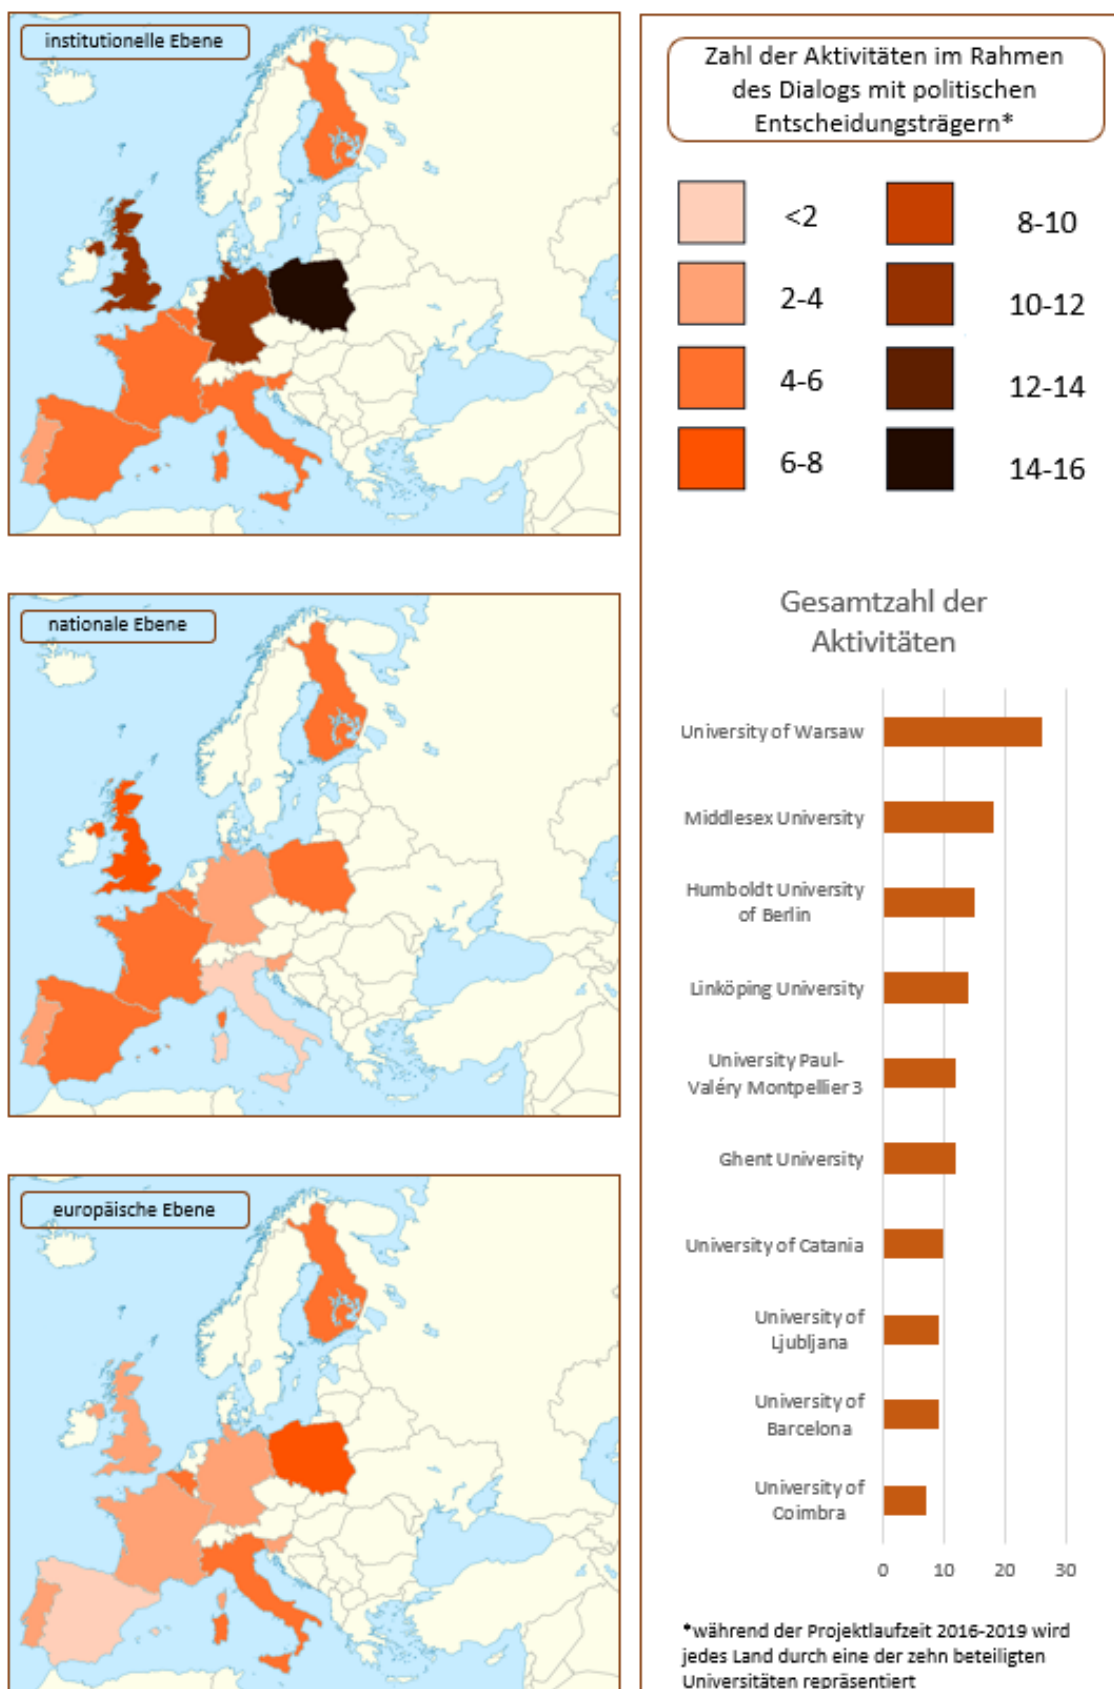 institutionelle Ebene
nationale Ebene
europäische Ebene
Zahl der Aktivitäten im Rahmen
des Dialogs mit politischen
Entscheidungsträgern*
<2
8-10
2-4
10-12
4-6
12-14
6-8
14-16
Gesamtzahl der
Aktivitäten
University of Warsaw
Middlesex University
Humboldt University
of Berlin
Linköping University
University Paul-
Valéry Montpellier 3
Ghent University
University of Catania
University of
Ljubljana
University of
Barcelona
University of
Coimbra
0 10 20 30
*während der Projektlaufzeit 2016-2019 wird
jedes Land durch eine der zehn beteiligten
Universitäten repräsentiert